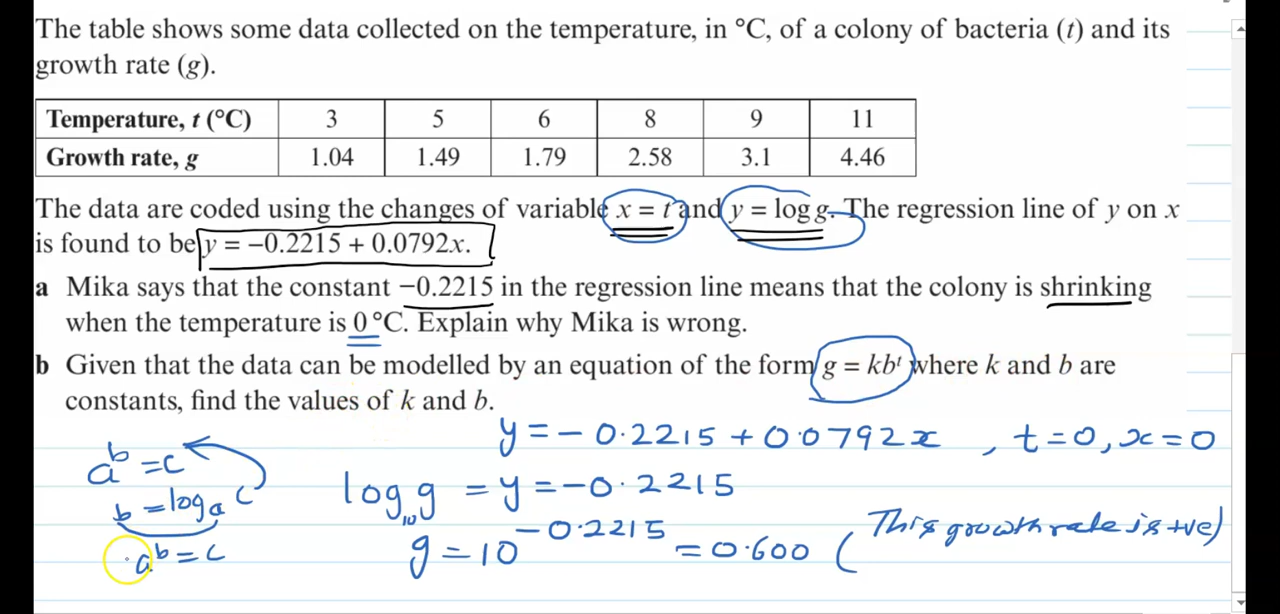 The table shows some data collected on the temperature, in °C, of a colony of bacteria (t) and its
growth rate (g).
Temperature, t (°C) 3 5 6 8 9 11
Growth rate, g 1.04 1.49 1.79 2.58 3.1 4.46
The data are coded using the changes of variable x = t and y = log g. The regression line of y on x
is found to be y = −0.2215 + 0.0792x.
a Mika says that the constant −0.2215 in the regression line means that the colony is shrinking
when the temperature is 0 °C. Explain why Mika is wrong.
b Given that the data can be modelled by an equation of the form g = kbᵗ where k and b are
constants, find the values of k and b.
y = −0.2215 + 0.0792x , t=0, x=0
aᵇ = c
log₁₀ g = y = −0.2215
b = logₐ c
g = 10^−0.2215 = 0.600 (This growth rate is +ve)
aᵇ = c